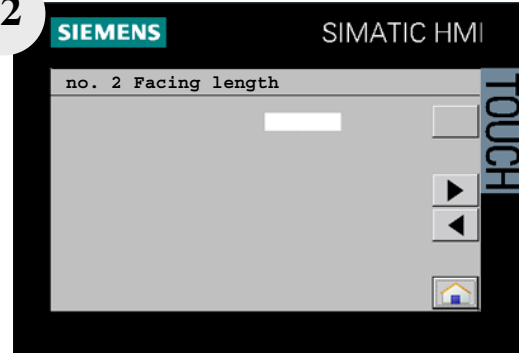 2
SIEMENS
SIMATIC HMI
no. 2 Facing length
TOUCH